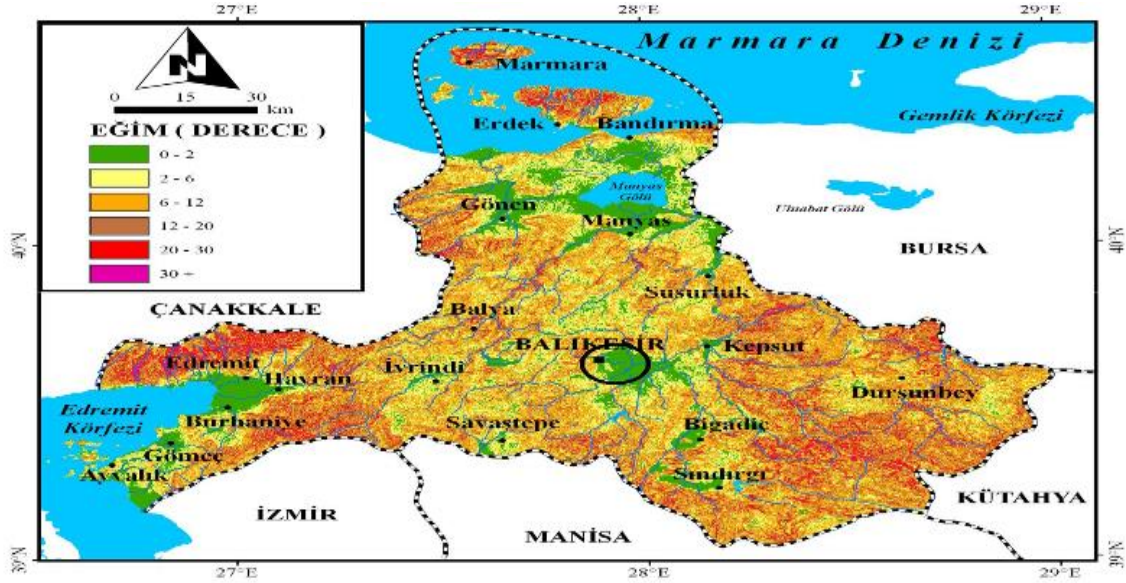 27°E 28°E 29°E
Marmara Denizi
N
0 15 30
km
EĞİM ( DERECE )
0 - 2
2 - 6
6 - 12
12 - 20
20 - 30
30 +
Marmara
Erdek
Bandırma
Gemlik Körfezi
Gönen
Manyas
Gölü
Manyas
Uluabat Gölü
40°N
40°N
BURSA
Susurluk
ÇANAKKALE
Balya
BALIKESİR
Kepsut
Edremit
Havran
İvrindi
Dursunbey
Edremit
Körfezi
Burhaniye
Savaştepe
Bigadiç
Gömeç
Ayvalık
Sındırgı
KÜTAHYA
İZMİR
MANİSA
39°N
39°N
27°E 28°E 29°E